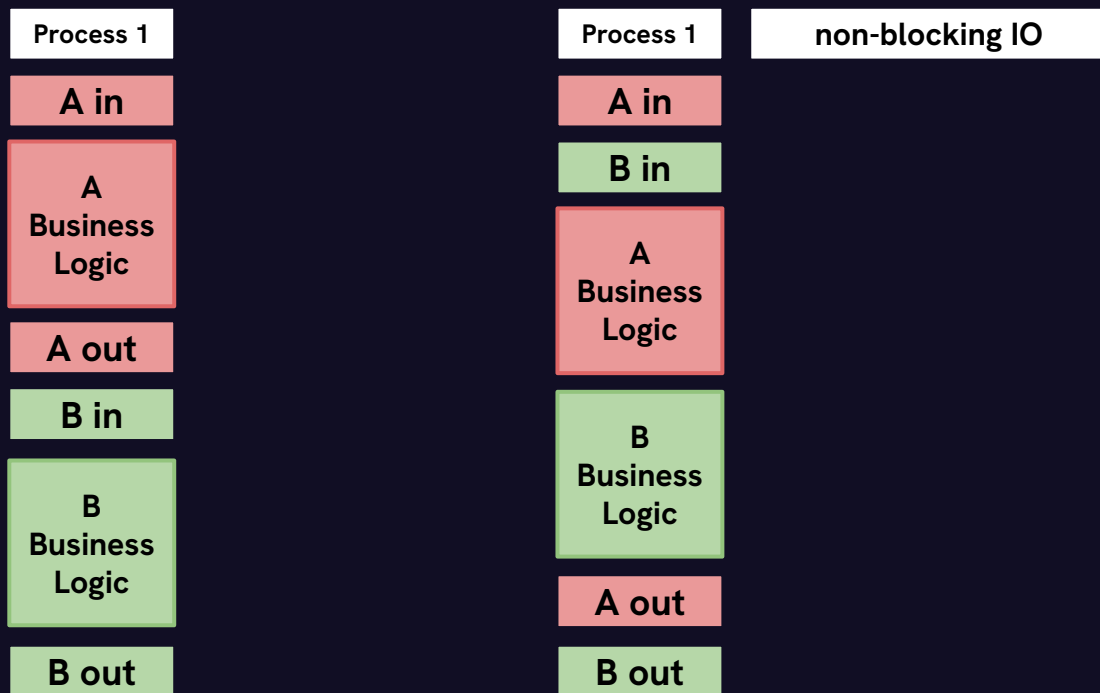 Process 1
A in
A
Business
Logic
A out
B in
B
Business
Logic
B out
Process 1
non-blocking IO
A in
B in
A
Business
Logic
B
Business
Logic
A out
B out